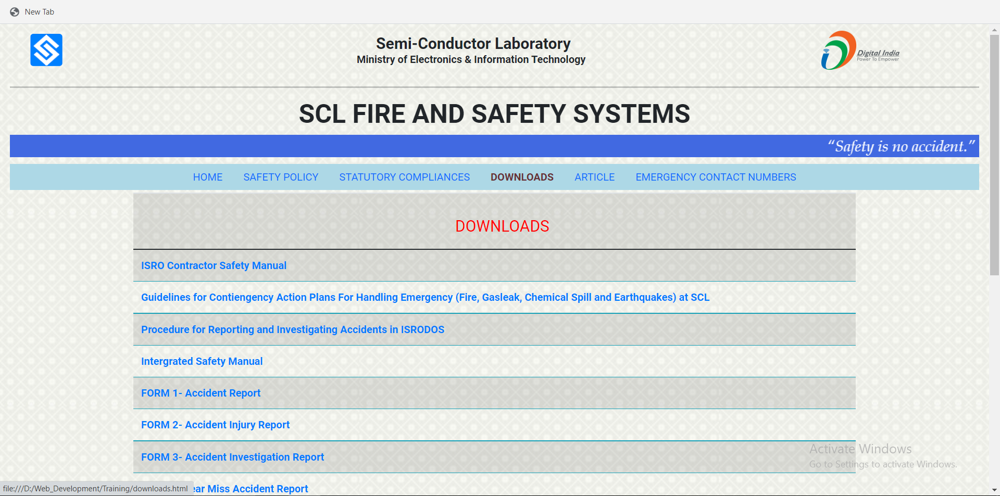 New Tab
Semi-Conductor Laboratory
Ministry of Electronics & Information Technology
Digital India
Power To Empower
SCL FIRE AND SAFETY SYSTEMS
“Safety is no accident.”
HOME SAFETY POLICY STATUTORY COMPLIANCES DOWNLOADS ARTICLE EMERGENCY CONTACT NUMBERS
DOWNLOADS
ISRO Contractor Safety Manual
Guidelines for Contiengency Action Plans For Handling Emergency (Fire, Gasleak, Chemical Spill and Earthquakes) at SCL
Procedure for Reporting and Investigating Accidents in ISRODOS
Intergrated Safety Manual
FORM 1- Accident Report
FORM 2- Accident Injury Report
FORM 3- Accident Investigation Report
Activate Windows
Go to Settings to activate Windows.
file:///D:/Web_Development/Training/downloads.html
Miss Accident Report